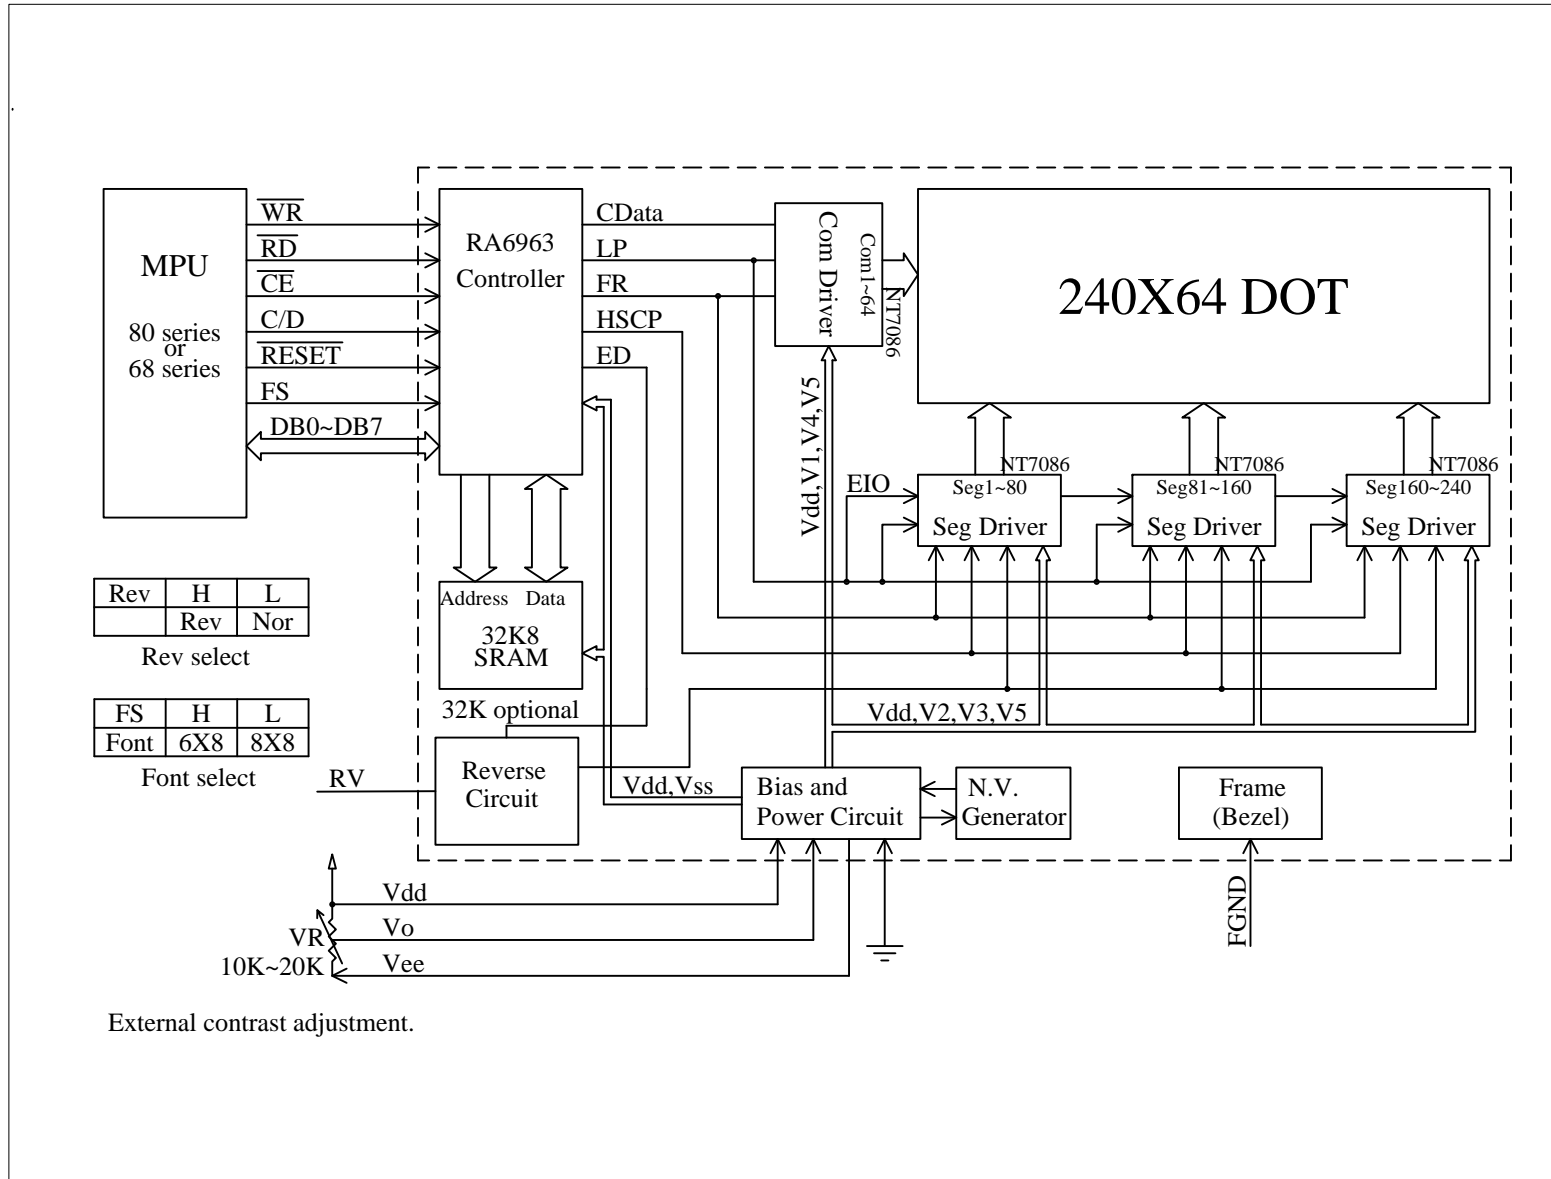 MPU
80 series
or
68 series
WR
RD
CE
C/D
RESET
FS
DB0~DB7
RA6963
Controller
CData
LP
FR
HSCP
ED
Com Driver
Com1~64
NT7086
240X64 DOT
Vdd,V1,V4,V5
EIO
NT7086
Seg1~80
Seg Driver
NT7086
Seg81~160
Seg Driver
NT7086
Seg160~240
Seg Driver
Address Data
32K8
SRAM
32K optional
Rev H L
Rev Nor
Rev select
FS H L
Font 6X8 8X8
Font select
RV
Reverse
Circuit
Vdd,Vss
Vdd,V2,V3,V5
Bias and
Power Circuit
N.V.
Generator
Frame
(Bezel)
FGND
Vdd
Vo
Vee
VR
10K~20K
External contrast adjustment.